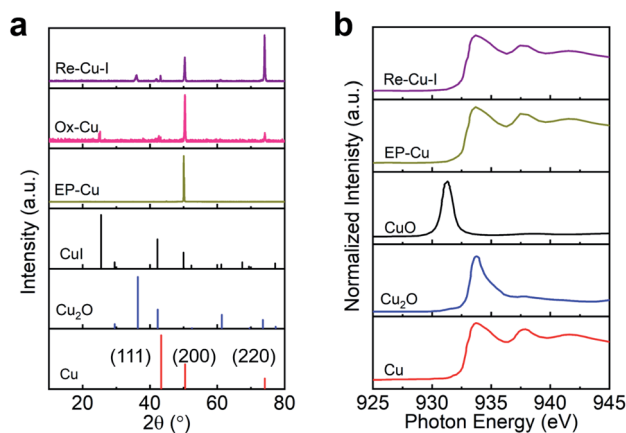 a
Re-Cu-I
Ox-Cu
EP-Cu
CuI
Cu₂O
(111) (200) (220)
Cu
20 40 60 80
2θ (°)
Intensity (a.u.)
b
Re-Cu-I
EP-Cu
CuO
Cu₂O
Cu
925 930 935 940 945
Photon Energy (eV)
Normalized Intenisty (a.u.)